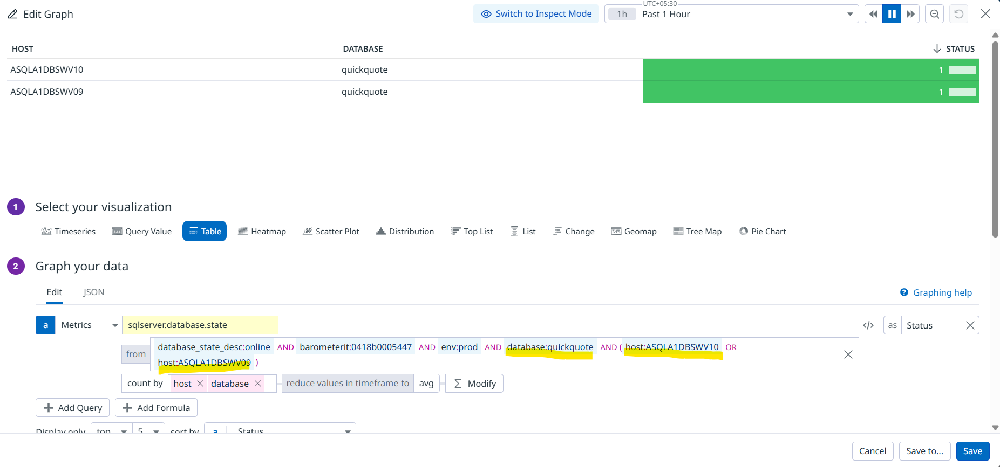 Edit Graph
Switch to Inspect Mode
UTC+05:30
1h Past 1 Hour
HOST DATABASE STATUS
ASQLA1DBSWV10 quickquote 1
ASQLA1DBSWV09 quickquote 1
1 Select your visualization
Timeseries Query Value Table Heatmap Scatter Plot Distribution Top List List Change Geomap Tree Map Pie Chart
2 Graph your data
Edit JSON Graphing help
a Metrics sqlserver.database.state </> as Status
from database_state_desc:online AND barometerit:0418b0005447 AND env:prod AND database:quickquote AND ( host:ASQLA1DBSWV10 OR
host:ASQLA1DBSWV09 )
count by host database reduce values in timeframe to avg Σ Modify
Add Query Add Formula
Display only top 5 sort by a Status
Cancel Save to... Save